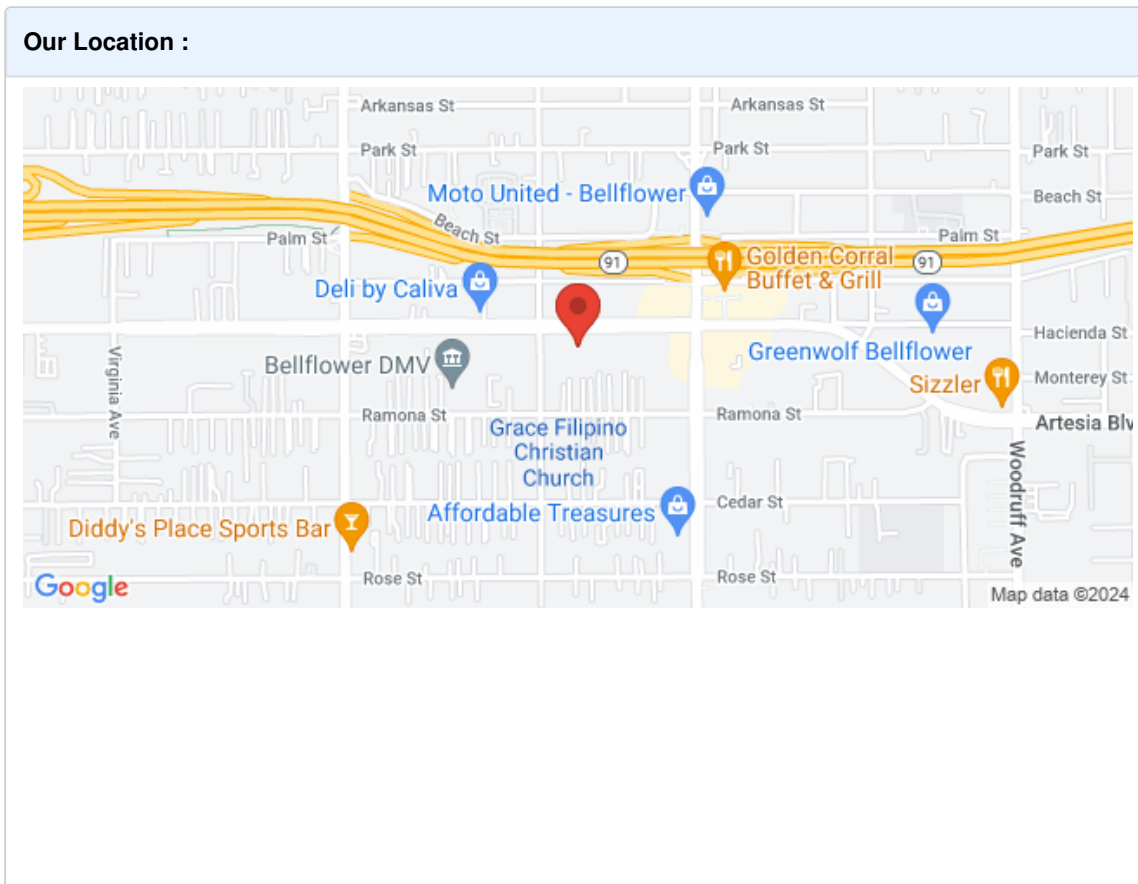 Our Location :
Arkansas St
Arkansas St
Park St
Park St
Park St
Moto United - Bellflower
Beach St
Beach St
Palm St
Palm St
91
91
Golden Corral
Buffet & Grill
Deli by Caliva
Hacienda St
Greenwolf Bellflower
Virginia Ave
Bellflower DMV
Sizzler
Monterey St
Ramona St
Ramona St
Artesia Blv
Grace Filipino
Christian
Church
Woodruff Ave
Cedar St
Affordable Treasures
Diddy's Place Sports Bar
Rose St
Rose St
Google
Map data ©2024